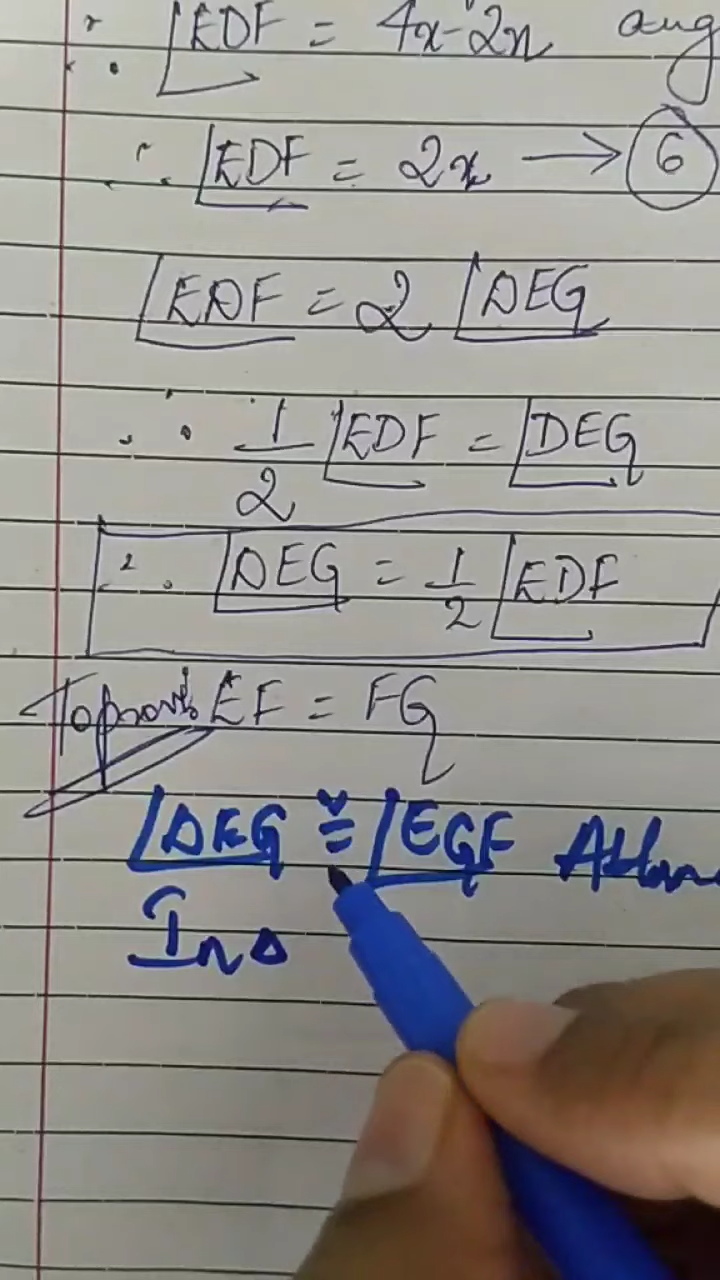 ∴ ∠EDF = 4x-2x ang
∴ ∠EDF = 2x → 6
∠EDF = 2 ∠DEG
∴ 1/2 ∠EDF = ∠DEG
∴ ∠DEG = 1/2 ∠EDF
To prove EF = FG
∠DEG ≅ ∠EGF
In Δ